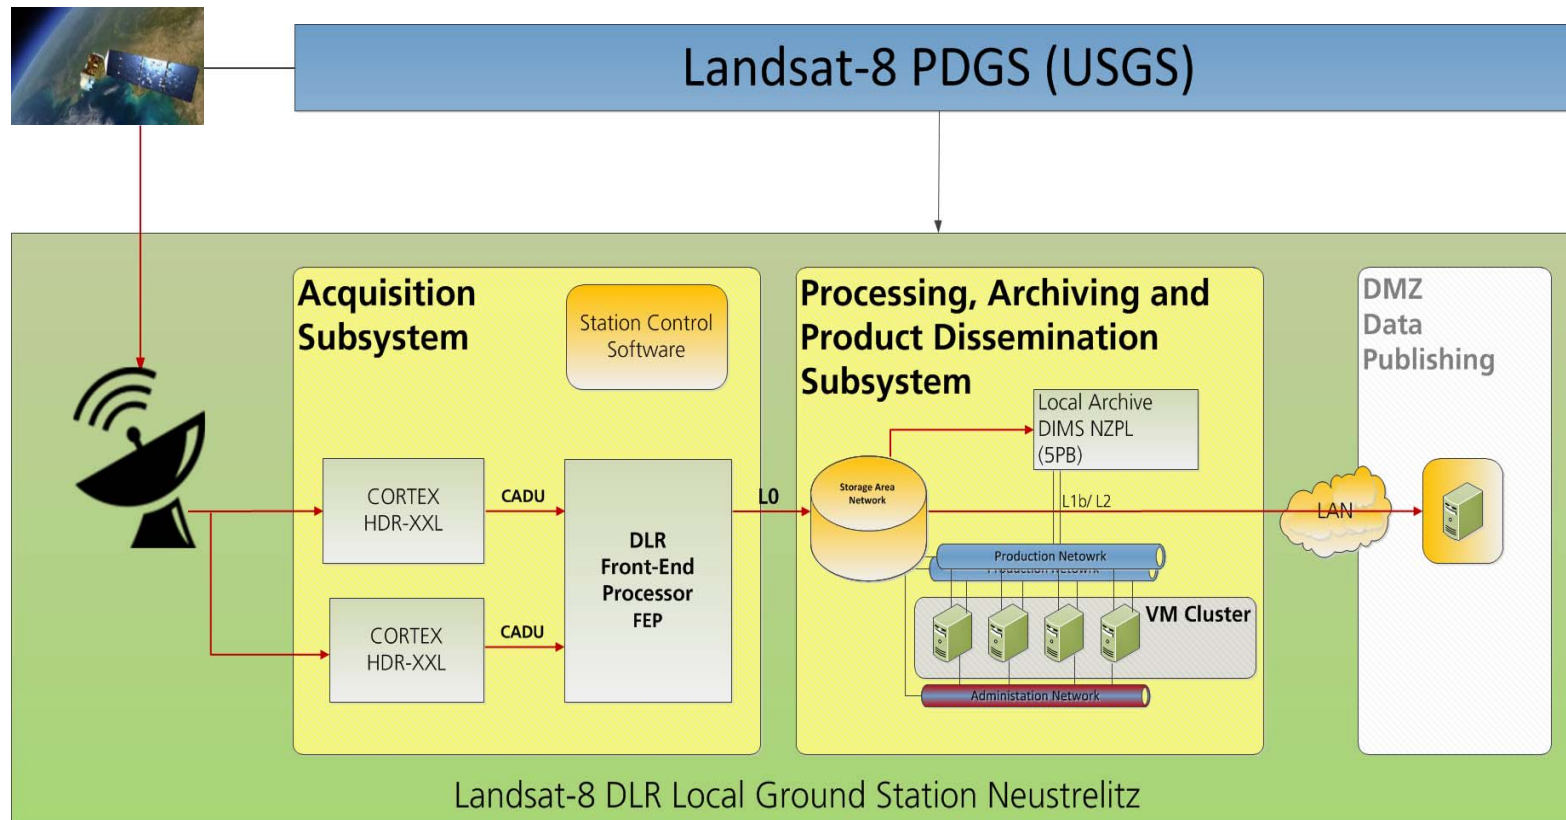 Landsat-8 PDGS (USGS)
Acquisition
Subsystem
Station Control
Software
CORTEX
HDR-XXL
CADU
CORTEX
HDR-XXL
CADU
DLR
Front-End
Processor
FEP
L0
Processing, Archiving and
Product Dissemination
Subsystem
Local Archive
DIMS NZPL
(5PB)
Storage Area
Network
L1b/ L2
Production Netowrk
Production Netowrk
VM Cluster
Administation Network
LAN
DMZ
Data
Publishing
Landsat-8 DLR Local Ground Station Neustrelitz